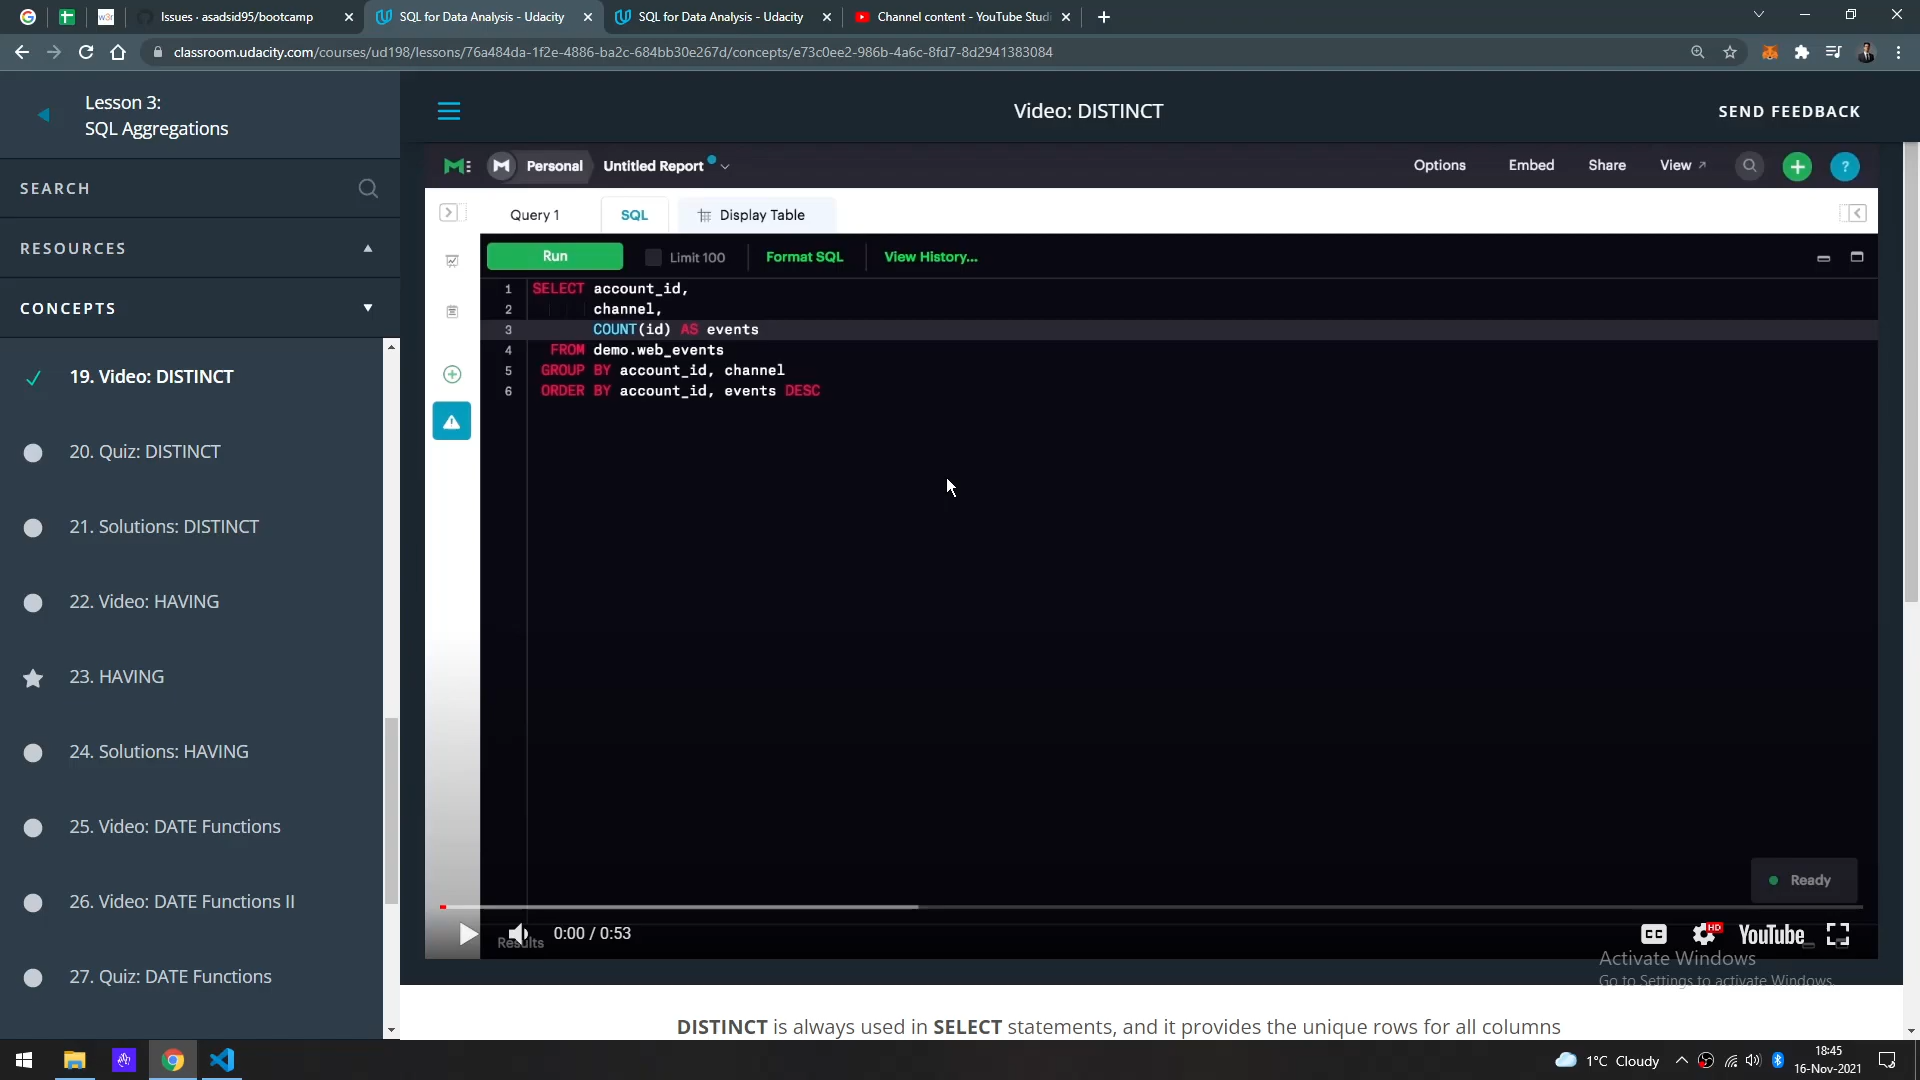 Issues · asadsid95/bootcamp
SQL for Data Analysis - Udacity
SQL for Data Analysis - Udacity
Channel content - YouTube Stud
classroom.udacity.com/courses/ud198/lessons/76a484da-1f2e-4886-ba2c-684bb30e267d/concepts/e73c0ee2-986b-4a6c-8fd7-8d2941383084
Lesson 3:
SQL Aggregations
SEARCH
RESOURCES
CONCEPTS
19. Video: DISTINCT
20. Quiz: DISTINCT
21. Solutions: DISTINCT
22. Video: HAVING
23. HAVING
24. Solutions: HAVING
25. Video: DATE Functions
26. Video: DATE Functions II
27. Quiz: DATE Functions
Video: DISTINCT
SEND FEEDBACK
Personal Untitled Report
Options Embed Share View ?
Query 1 SQL Display Table
Run Limit 100 Format SQL View History...
1 SELECT account_id,
2 channel,
3 COUNT(id) AS events
4 FROM demo.web_events
5 GROUP BY account_id, channel
6 ORDER BY account_id, events DESC
Ready
0:00 / 0:53
Results
CC HD YouTube
Activate Windows
Go to Settings to activate Windows.
DISTINCT is always used in SELECT statements, and it provides the unique rows for all columns
1°C Cloudy
18:45
16-Nov-2021